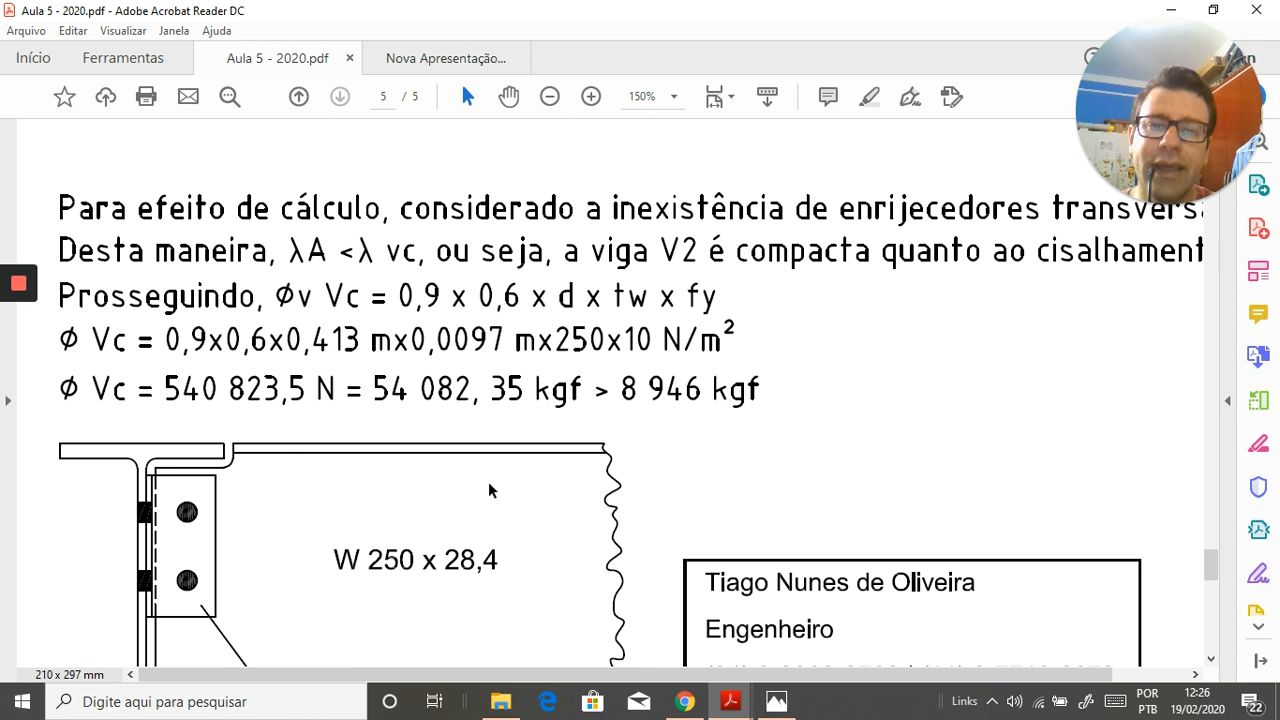 Aula 5 - 2020.pdf - Adobe Acrobat Reader DC
Arquivo Editar Visualizar Janela Ajuda
Início Ferramentas Aula 5 - 2020.pdf × Nova Apresentação...
5 / 5 150%
Para efeito de cálculo, considerado a inexistência de enrijecedores transvers
Desta maneira, λA <λ vc, ou seja, a viga V2 é compacta quanto ao cisalhament
Prosseguindo, Øv Vc = 0,9 x 0,6 x d x tw x fy
Ø Vc = 0,9x0,6x0,413 mx0,0097 mx250x10 N/m²
Ø Vc = 540 823,5 N = 54 082, 35 kgf > 8 946 kgf
W 250 x 28,4
Tiago Nunes de Oliveira
Engenheiro
210 x 297 mm
Digite aqui para pesquisar
Links
POR
PTB
12:26
19/02/2020
22